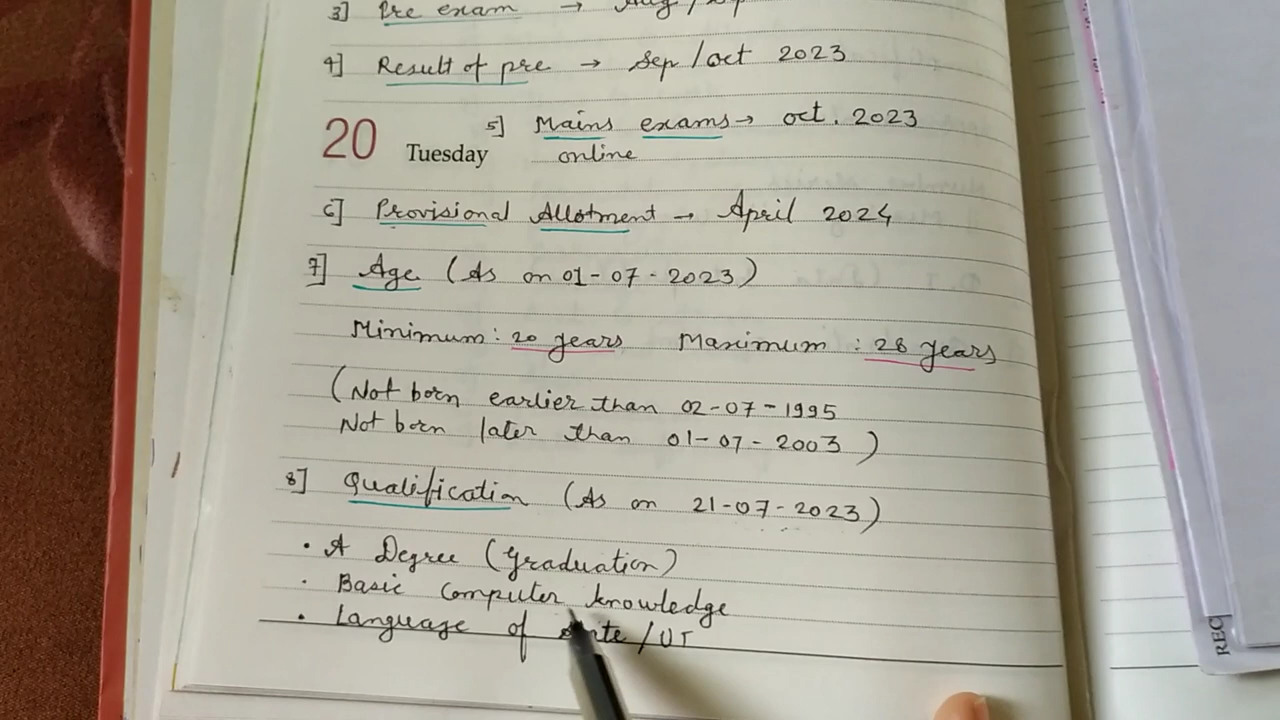 3] Pre exam →
4] Result of pre → Sep/oct 2023
20 Tuesday
5] Mains exams → oct. 2023
online
6] Provisional Allotment → April 2024
7] Age (As on 01-07-2023)
Minimum: 20 years Maximum : 28 years
(Not born earlier than 02-07-1995
Not born later than 01-07-2003)
8] Qualification (As on 21-07-2023)
• A Degree (Graduation)
• Basic Computer knowledge
• Language of State/UT
REC